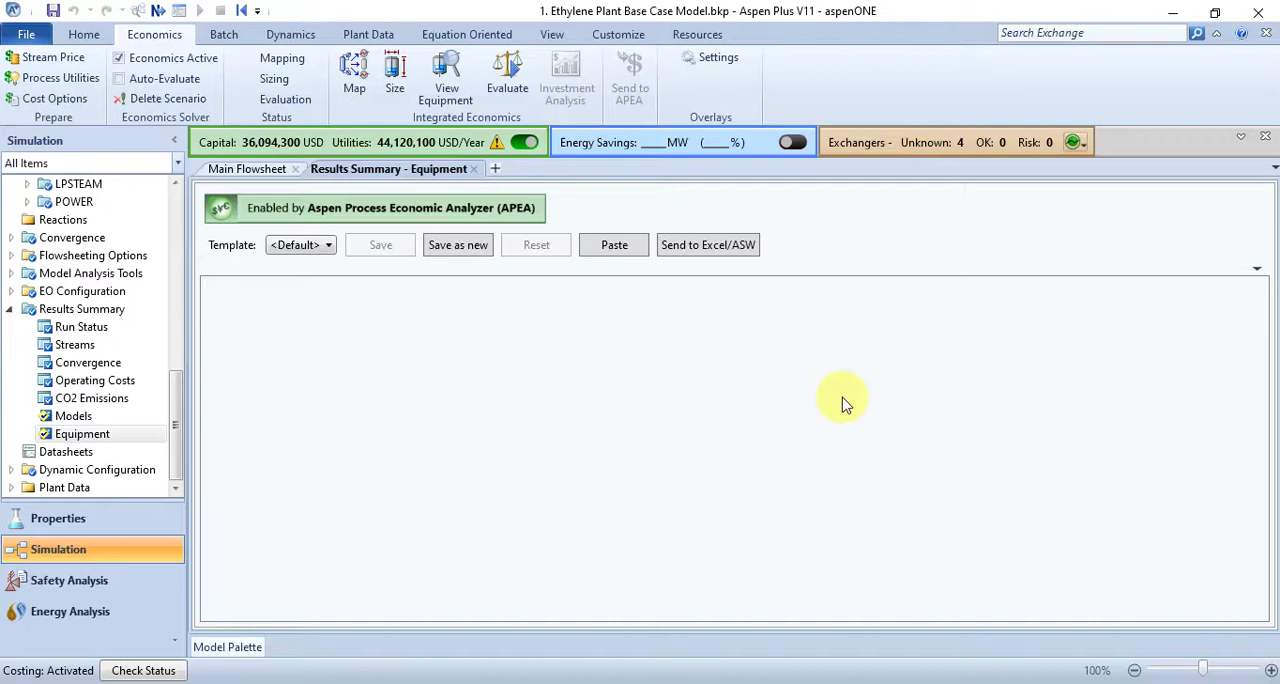 1. Ethylene Plant Base Case Model.bkp - Aspen Plus V11 - aspenONE
File Home Economics Batch Dynamics Plant Data Equation Oriented View Customize Resources Search Exchange
Stream Price Economics Active Mapping Settings
Process Utilities Auto-Evaluate Sizing Map Size View Equipment Evaluate Investment Analysis Send to APEA
Cost Options Delete Scenario Evaluation
Prepare Economics Solver Status Integrated Economics Overlays
Simulation Capital: 36,094,300 USD Utilities: 44,120,100 USD/Year Energy Savings: ____MW (____%) Exchangers - Unknown: 4 OK: 0 Risk: 0
All Items Main Flowsheet Results Summary - Equipment
LPSTEAM
POWER
Reactions
Convergence
Flowsheeting Options
Model Analysis Tools
EO Configuration
Results Summary
Run Status
Streams
Convergence
Operating Costs
CO2 Emissions
Models
Equipment
Datasheets
Dynamic Configuration
Plant Data
Properties
Simulation
Safety Analysis
Energy Analysis
Enabled by Aspen Process Economic Analyzer (APEA)
Template: <Default> Save Save as new Reset Paste Send to Excel/ASW
Model Palette
Costing: Activated Check Status 100%